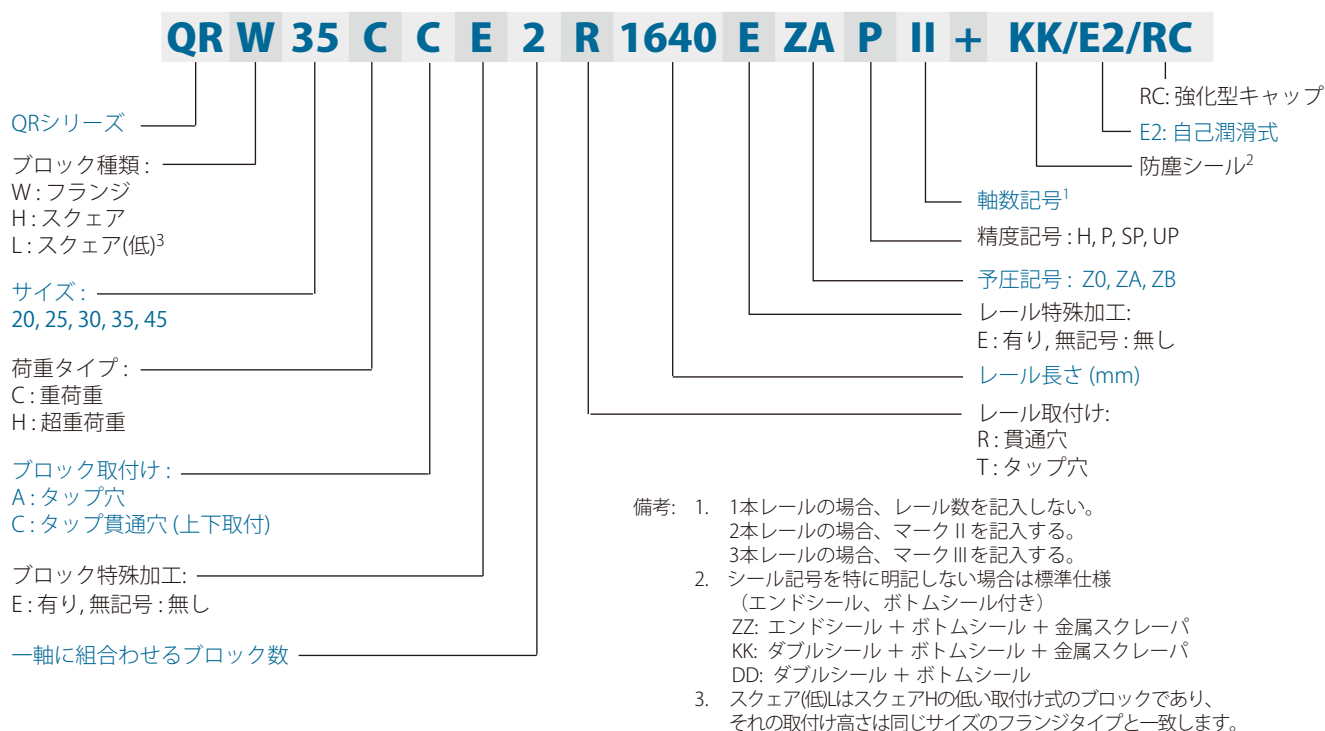 QR W 35 C C E 2 R 1640 E ZA P II + KK/E2/RC
QRシリーズ
ブロック種類 :
W : フランジ
H : スクェア
L : スクェア(低)3
サイズ :
20, 25, 30, 35, 45
荷重タイプ :
C : 重荷重
H : 超重荷重
ブロック取付け :
A : タップ穴
C : タップ貫通穴 (上下取付)
ブロック特殊加工:
E : 有り, 無記号 : 無し
一軸に組合わせるブロック数
RC: 強化型キャップ
E2: 自己潤滑式
防塵シール2
軸数記号1
精度記号 : H, P, SP, UP
予圧記号 : Z0, ZA, ZB
レール特殊加工:
E : 有り, 無記号 : 無し
レール長さ (mm)
レール取付け:
R : 貫通穴
T : タップ穴
備考: 1. 1本レールの場合、レール数を記入しない。
2本レールの場合、マークⅡを記入する。
3本レールの場合、マークⅢを記入する。
2. シール記号を特に明記しない場合は標準仕様
（エンドシール、ボトムシール付き）
ZZ: エンドシール + ボトムシール + 金属スクレーパ
KK: ダブルシール + ボトムシール + 金属スクレーパ
DD: ダブルシール + ボトムシール
3. スクェア(低)LはスクェアHの低い取付け式のブロックであり、
それの取付け高さは同じサイズのフランジタイプと一致します。